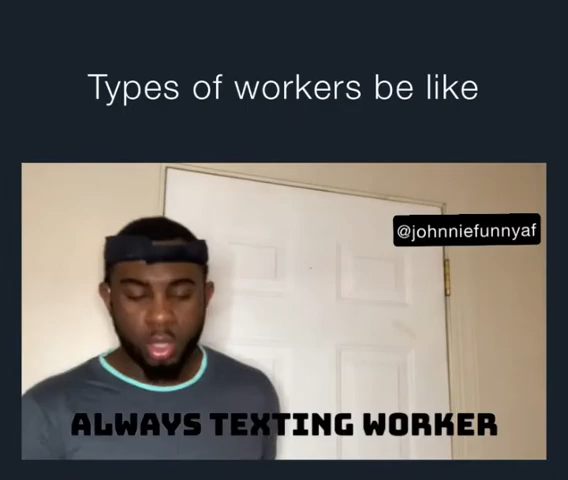 Types of workers be like
@johnniefunnyaf
ALWAYS TEXTING WORKER